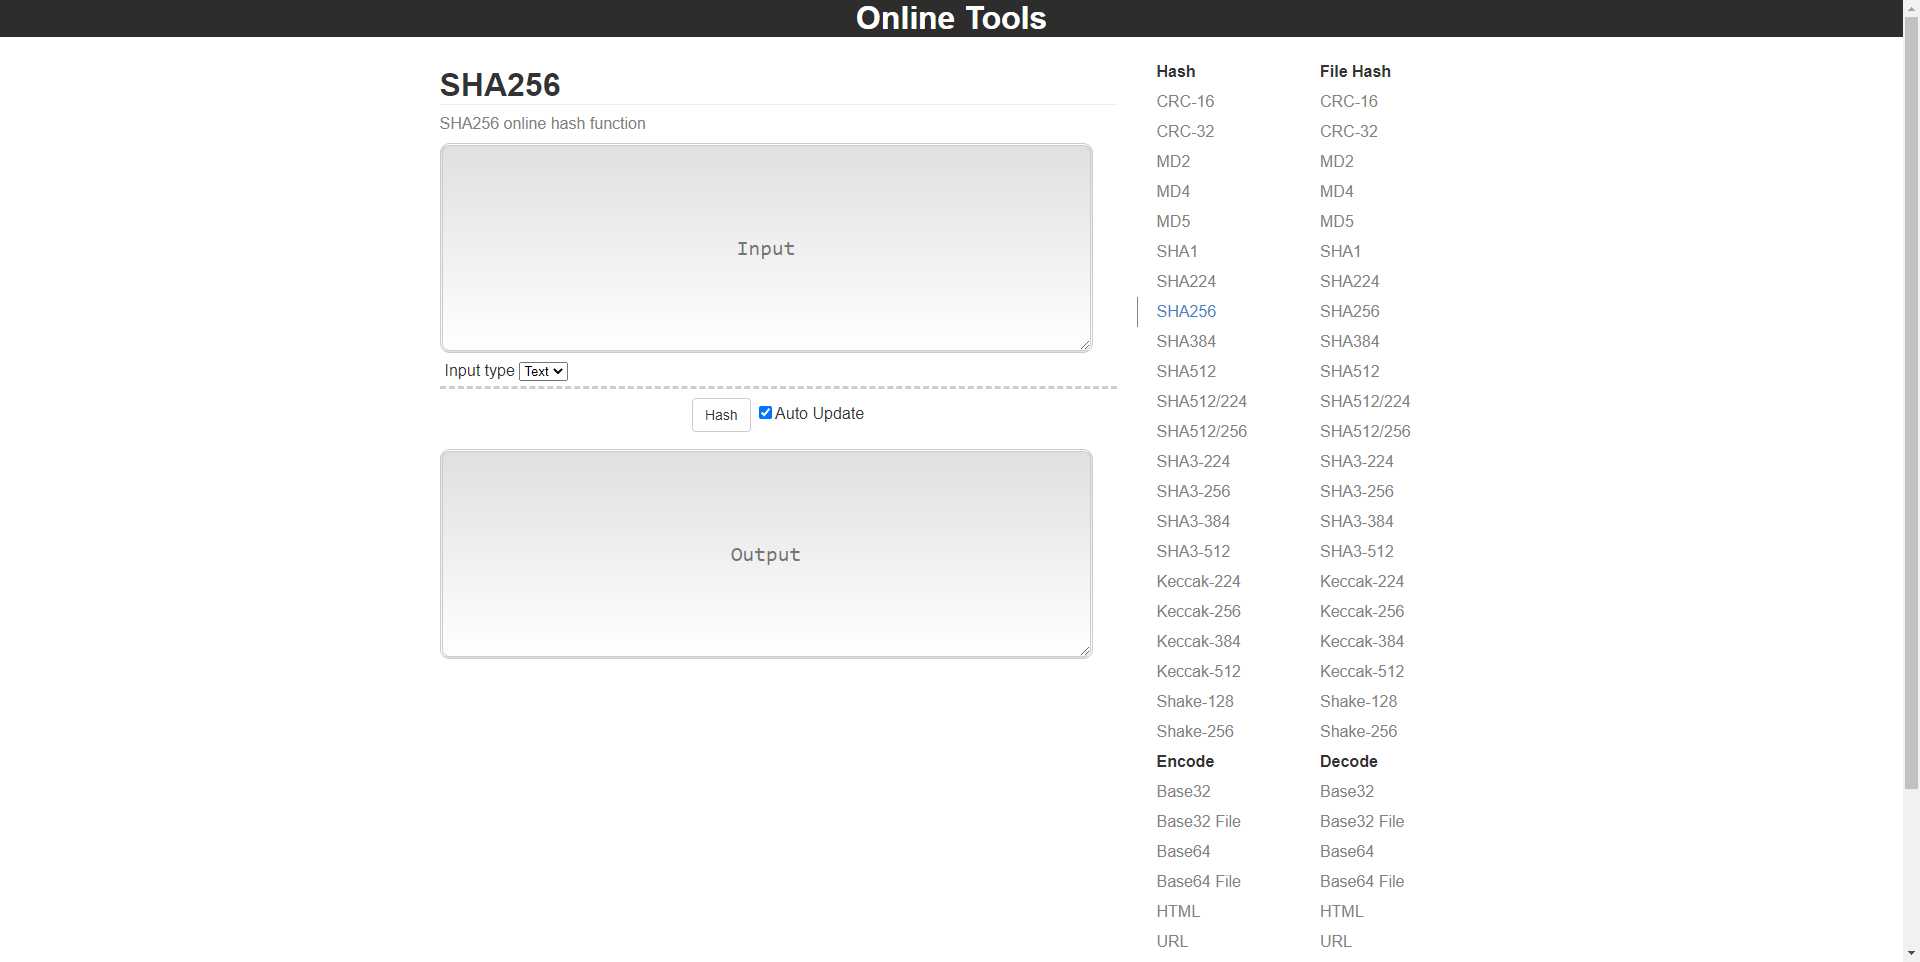 Online Tools
SHA256
SHA256 online hash function
Input
Input type Text
Hash Auto Update
Output
Hash
CRC-16
CRC-32
MD2
MD4
MD5
SHA1
SHA224
SHA256
SHA384
SHA512
SHA512/224
SHA512/256
SHA3-224
SHA3-256
SHA3-384
SHA3-512
Keccak-224
Keccak-256
Keccak-384
Keccak-512
Shake-128
Shake-256
Encode
Base32
Base32 File
Base64
Base64 File
HTML
URL
File Hash
CRC-16
CRC-32
MD2
MD4
MD5
SHA1
SHA224
SHA256
SHA384
SHA512
SHA512/224
SHA512/256
SHA3-224
SHA3-256
SHA3-384
SHA3-512
Keccak-224
Keccak-256
Keccak-384
Keccak-512
Shake-128
Shake-256
Decode
Base32
Base32 File
Base64
Base64 File
HTML
URL